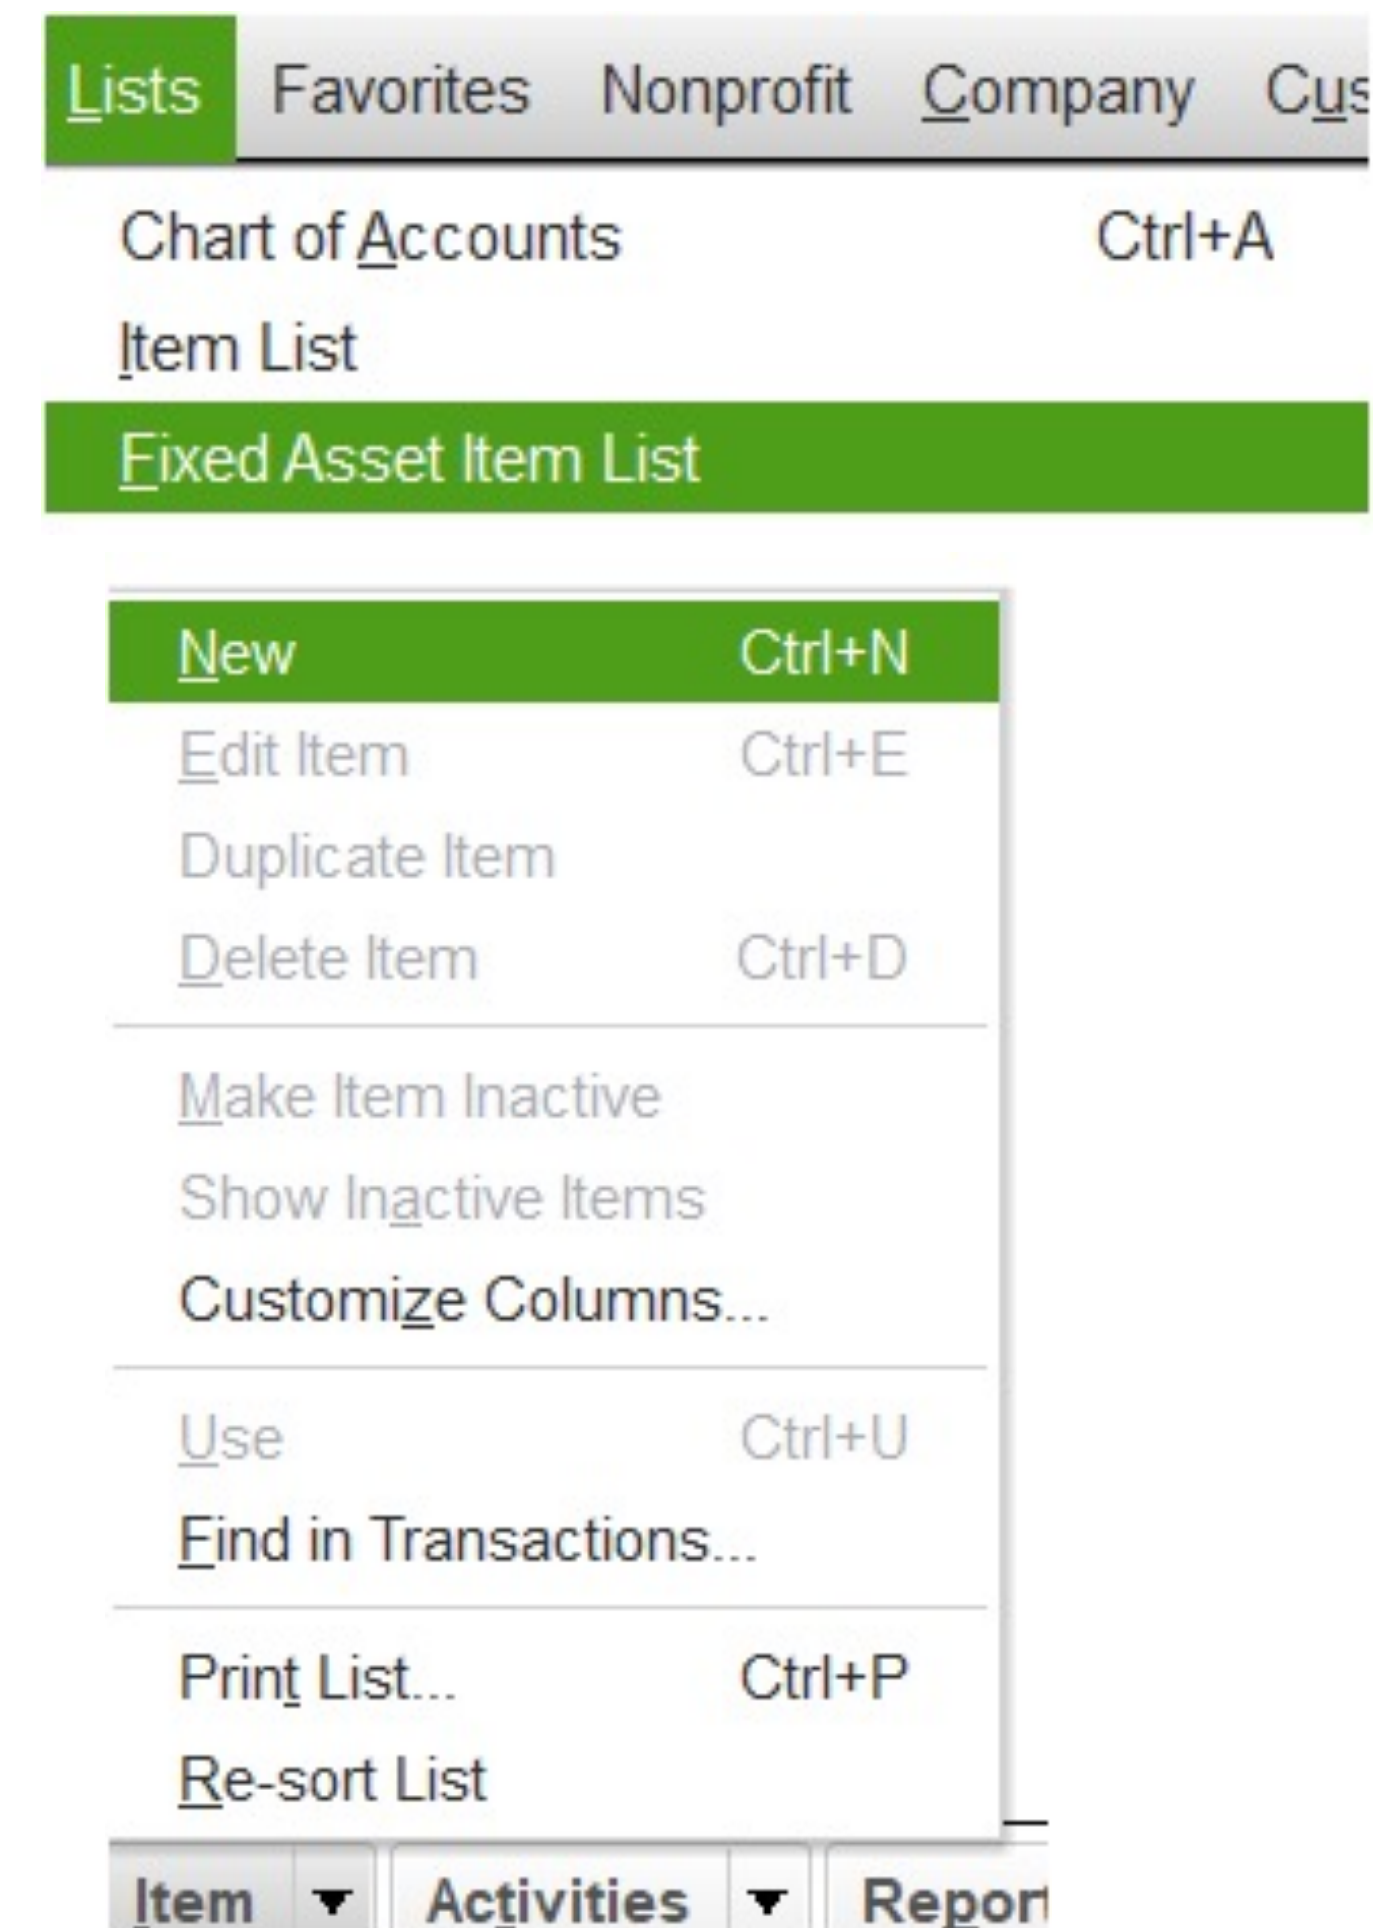 Lists Favorites Nonprofit Company Cus
Chart of Accounts Ctrl+A
Item List
Fixed Asset Item List
New Ctrl+N
Edit Item Ctrl+E
Duplicate Item
Delete Item Ctrl+D
Make Item Inactive
Show Inactive Items
Customize Columns...
Use Ctrl+U
Find in Transactions...
Print List... Ctrl+P
Re-sort List
Item Activities Report